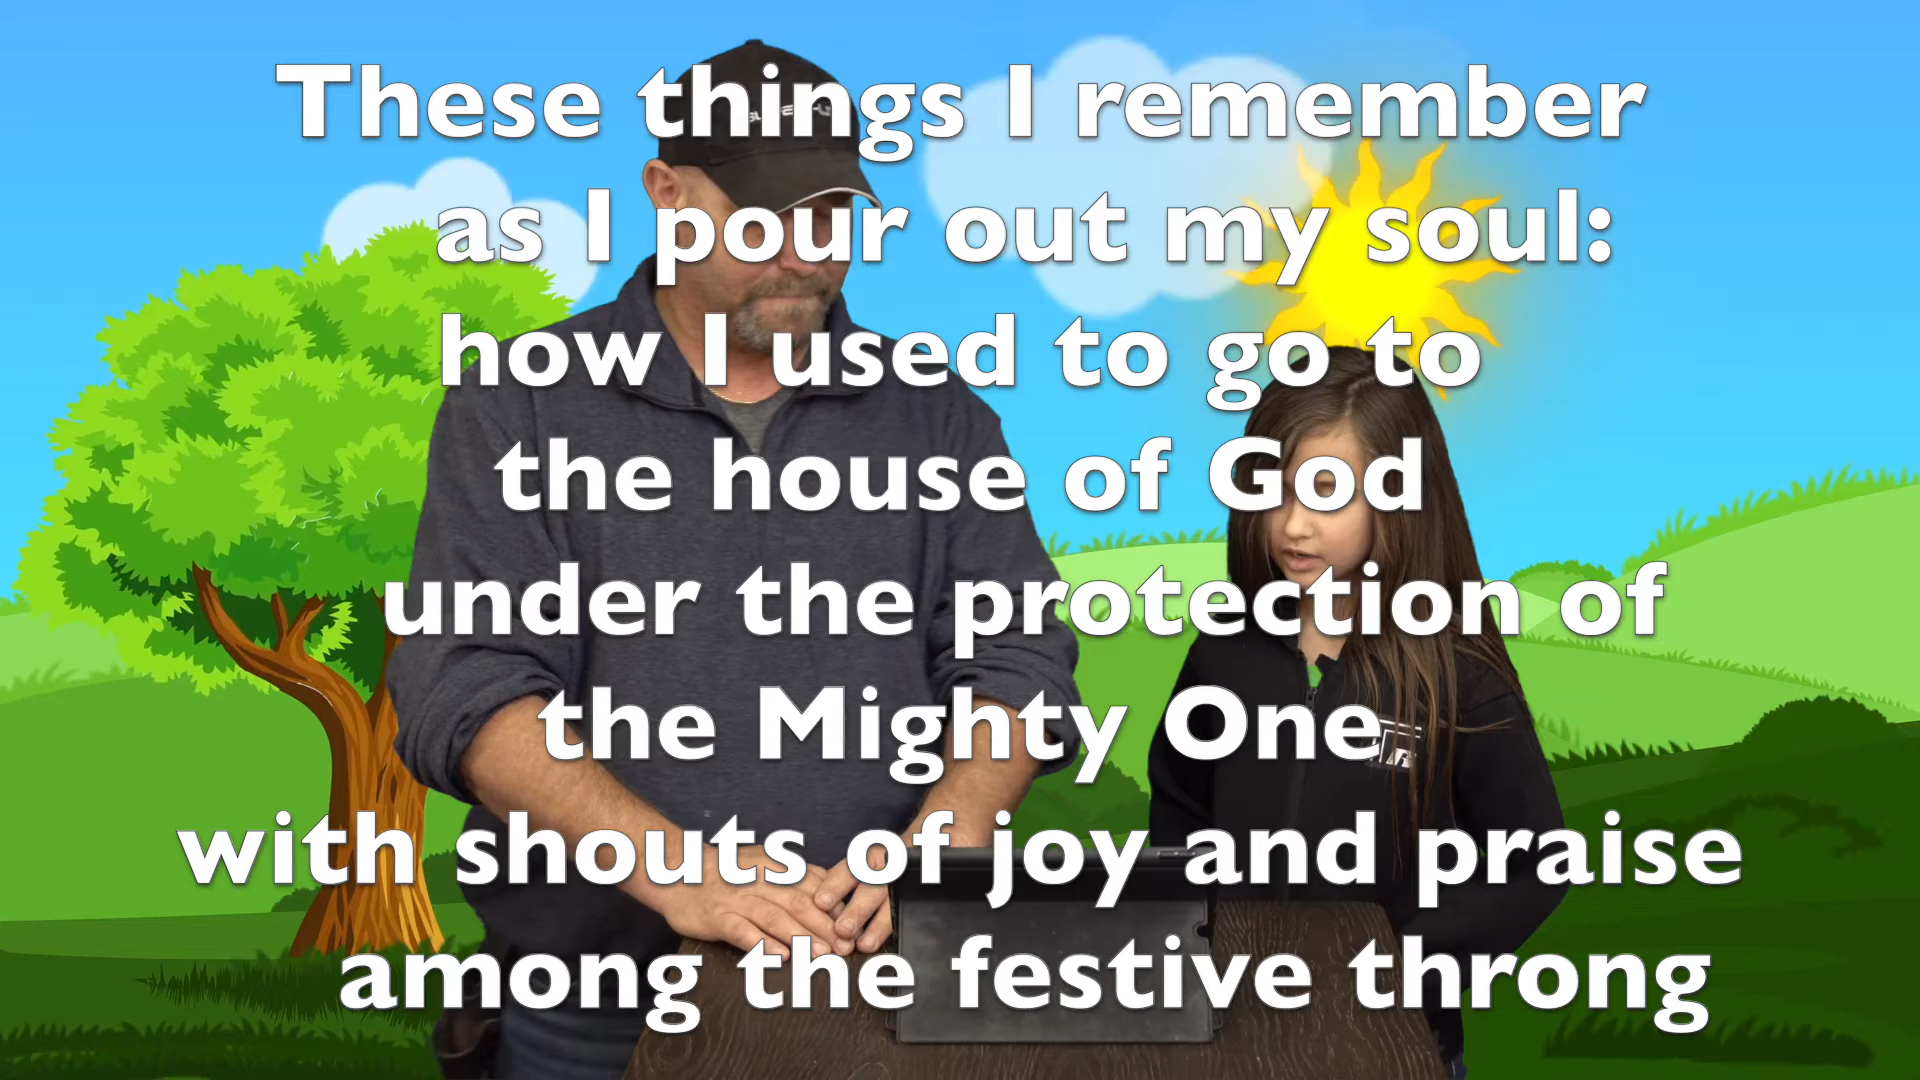 These things I remember
as I pour out my soul:
how I used to go to
the house of God
under the protection of
the Mighty One
with shouts of joy and praise
among the festive throng